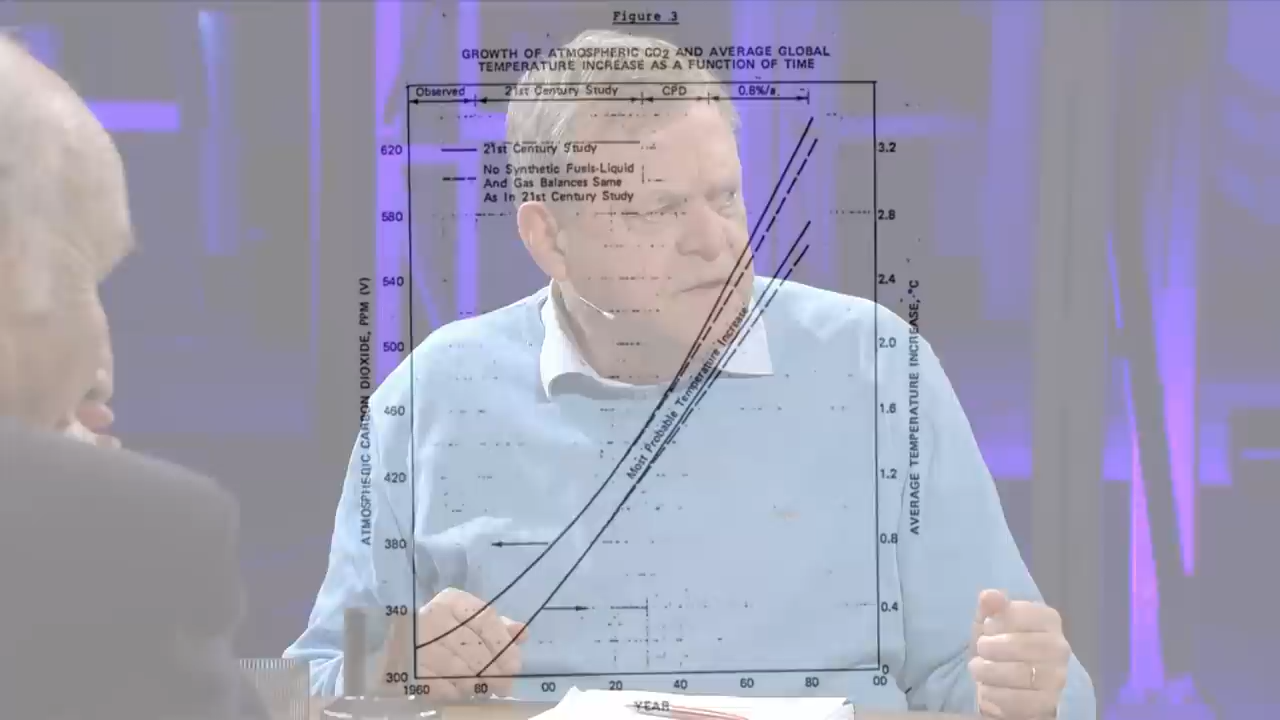 Figure 3
GROWTH OF ATMOSPHERIC CO2 AND AVERAGE GLOBAL
TEMPERATURE INCREASE AS A FUNCTION OF TIME
Observed 21st Century Study CPD 0.8%/a
21st Century Study
No Synthetic Fuels-Liquid
And Gas Balances Same
As In 21st Century Study
ATMOSPHERIC CARBON DIOXIDE, PPM (V)
620
580
540
500
460
420
380
340
300
Most Probable Temperature Increase
3.2
2.8
2.4
2.0
1.6
1.2
0.8
0.4
0
AVERAGE TEMPERATURE INCREASE, °C
1960 80 00 20 40 60 80 00
YEAR